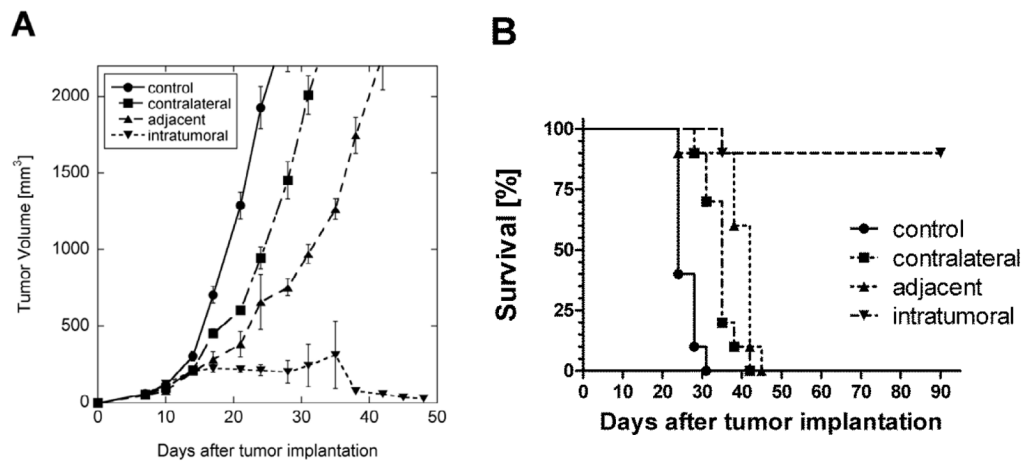 A
Tumor Volume [mm³]
2000
1500
1000
500
0
control
contralateral
adjacent
intratumoral
0 10 20 30 40 50
Days after tumor implantation
B
Survival [%]
100
75
50
25
0
control
contralateral
adjacent
intratumoral
0 10 20 30 40 50 60 70 80 90
Days after tumor implantation